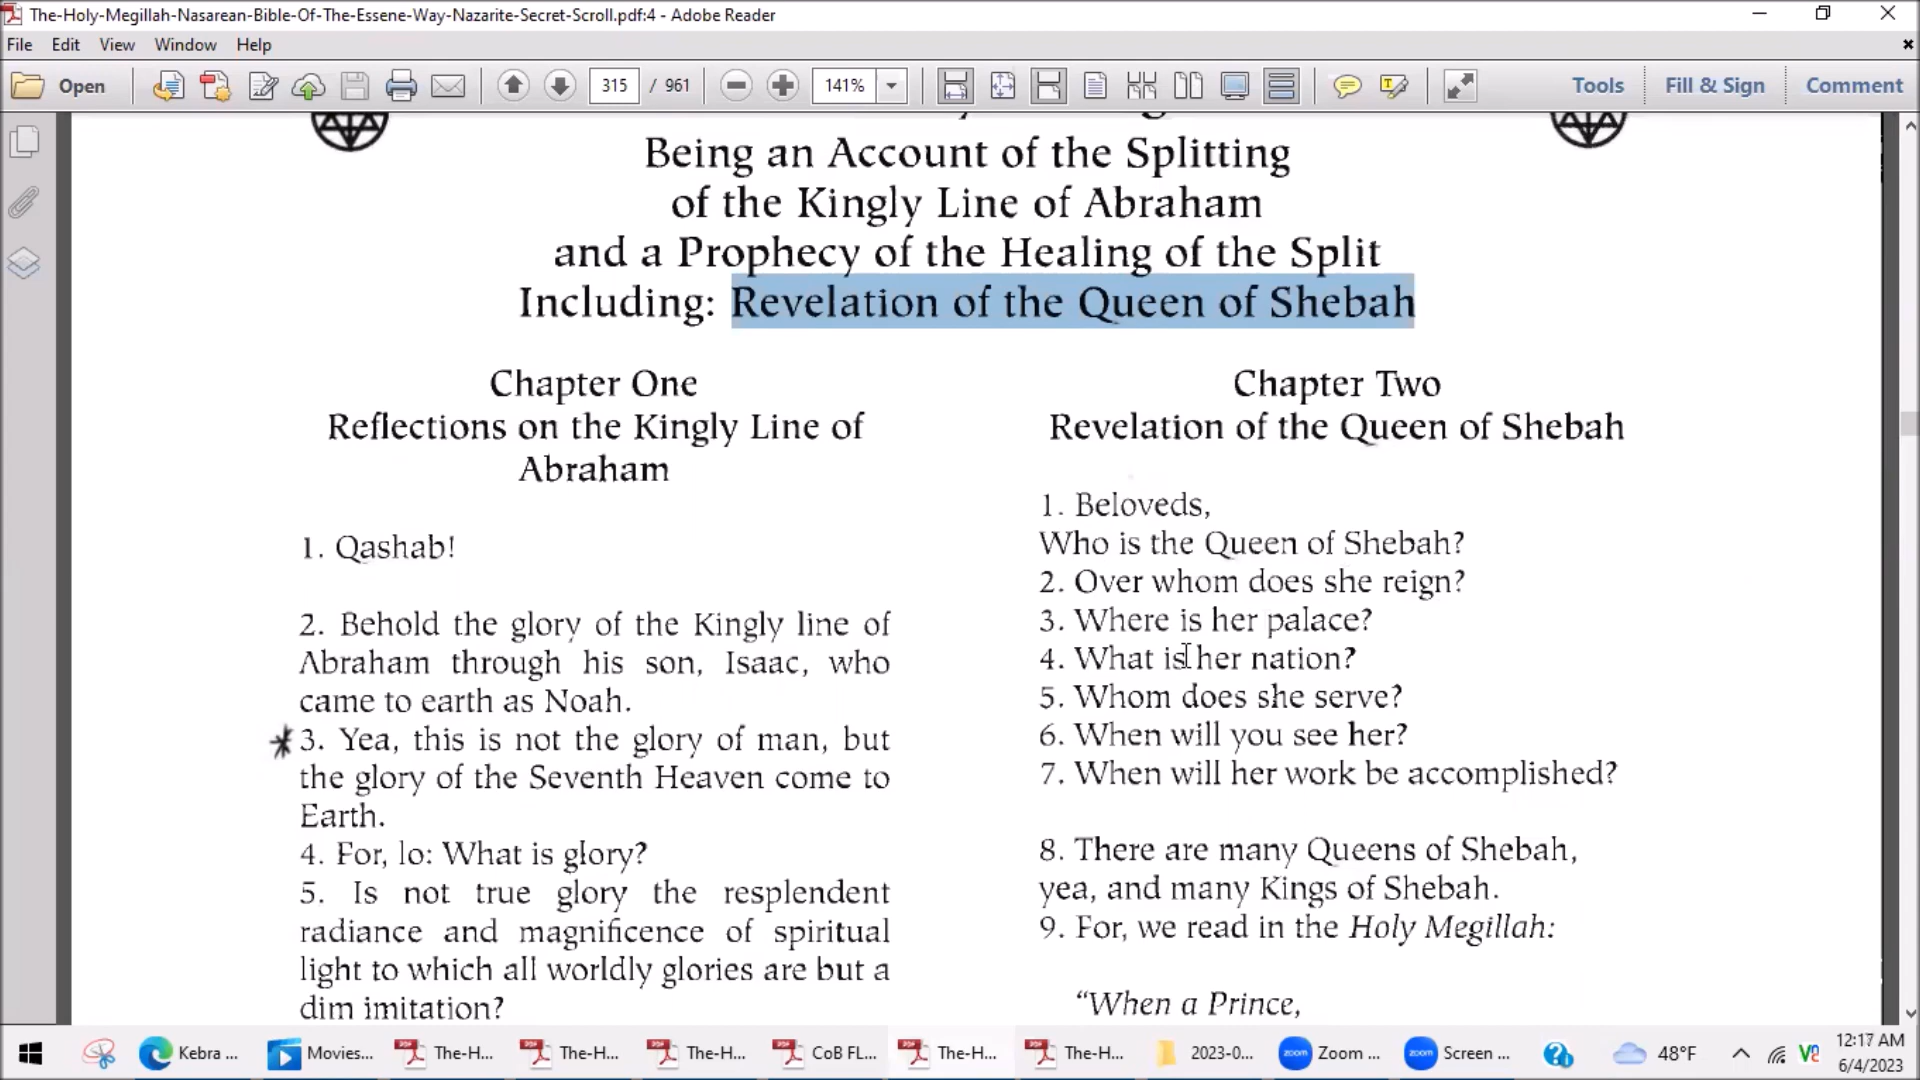 The-Holy-Megillah-Nasarean-Bible-Of-The-Essene-Way-Nazarite-Secret-Scroll.pdf:4 - Adobe Reader
File Edit View Window Help
Open 315 / 961 141% Tools Fill & Sign Comment
Being an Account of the Splitting
of the Kingly Line of Abraham
and a Prophecy of the Healing of the Split
Including: Revelation of the Queen of Shebah
Chapter One
Reflections on the Kingly Line of
Abraham
1. Qashab!
2. Behold the glory of the Kingly line of
Abraham through his son, Isaac, who
came to earth as Noah.
* 3. Yea, this is not the glory of man, but
the glory of the Seventh Heaven come to
Earth.
4. For, lo: What is glory?
5. Is not true glory the resplendent
radiance and magnificence of spiritual
light to which all worldly glories are but a
dim imitation?
Chapter Two
Revelation of the Queen of Shebah
1. Beloveds,
Who is the Queen of Shebah?
2. Over whom does she reign?
3. Where is her palace?
4. What is her nation?
5. Whom does she serve?
6. When will you see her?
7. When will her work be accomplished?
8. There are many Queens of Shebah,
yea, and many Kings of Shebah.
9. For, we read in the Holy Megillah:
“When a Prince,
Kebra ... Movies... The-H... The-H... The-H... CoB FL... The-H... The-H... 2023-0... Zoom ... Screen ... 48°F 12:17 AM
6/4/2023